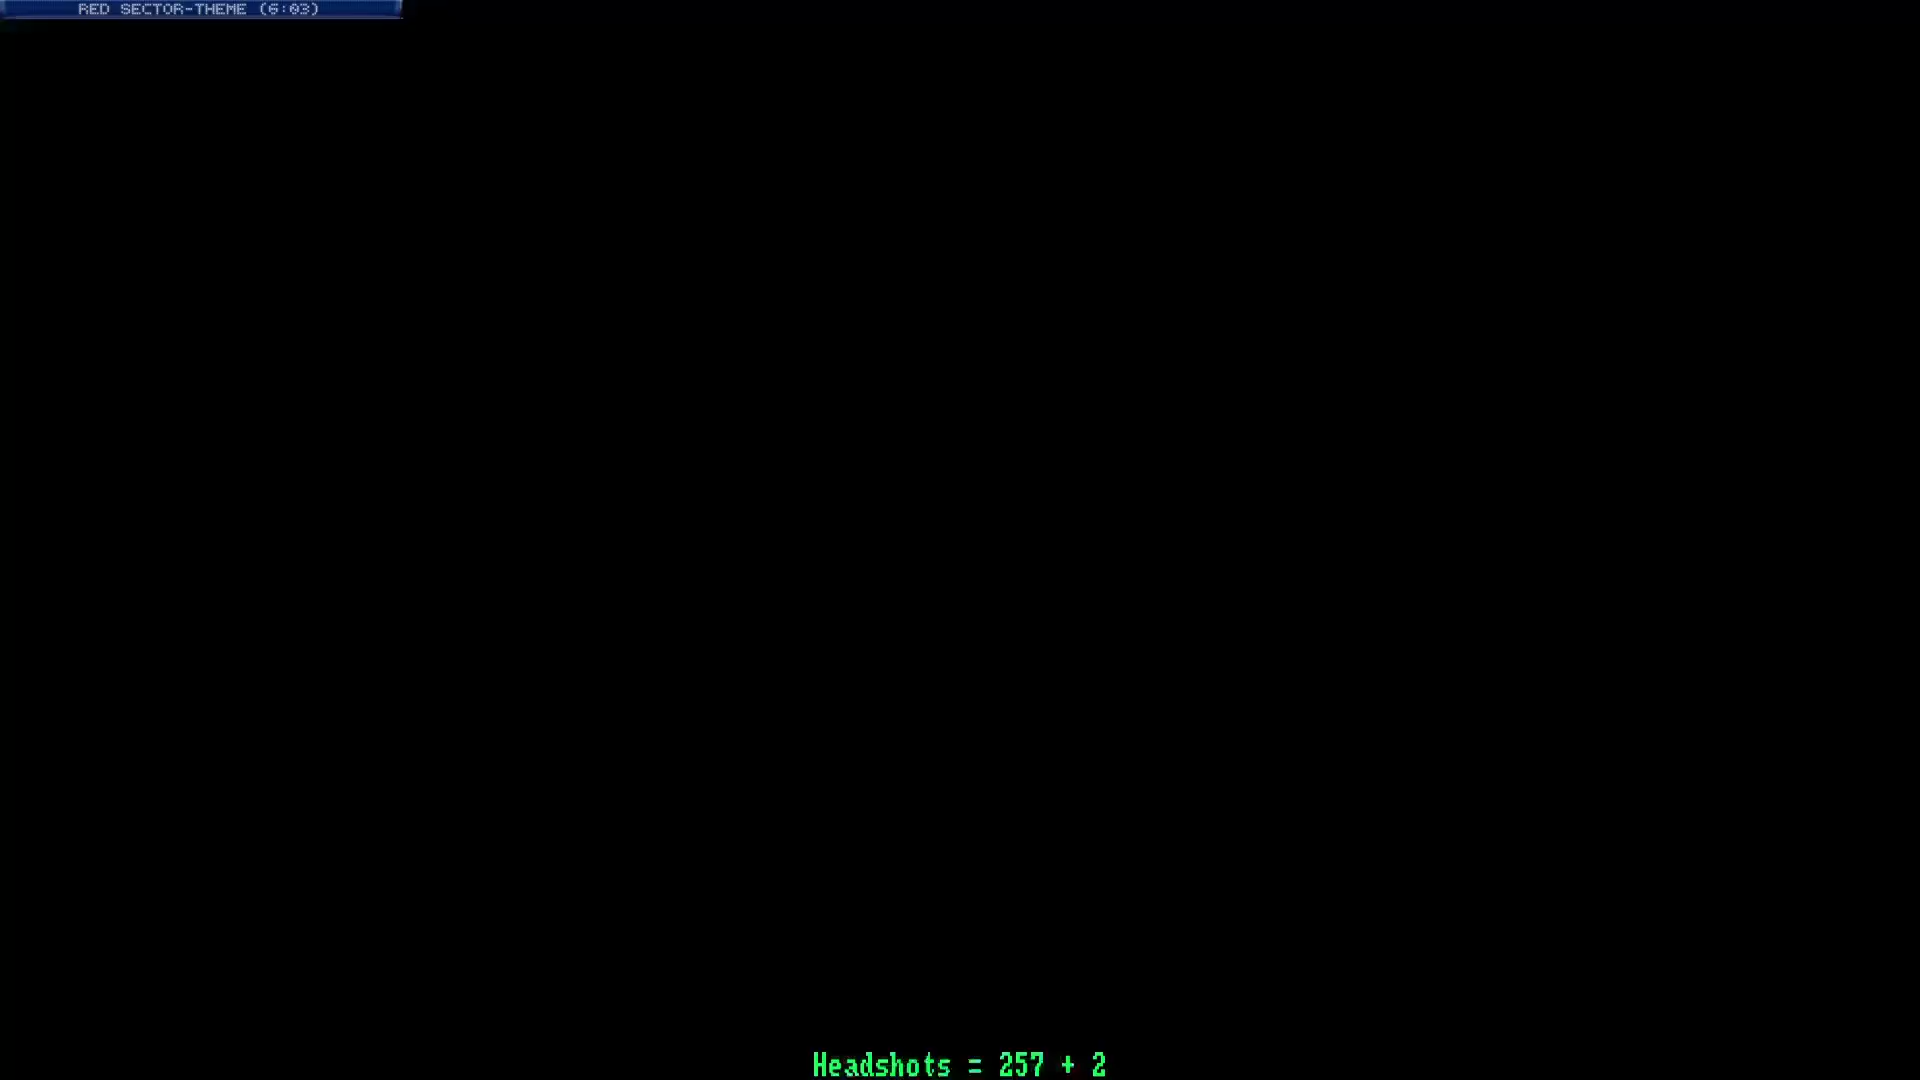 RED SECTOR-THEME (6:03)
Headshots = 257 + 2